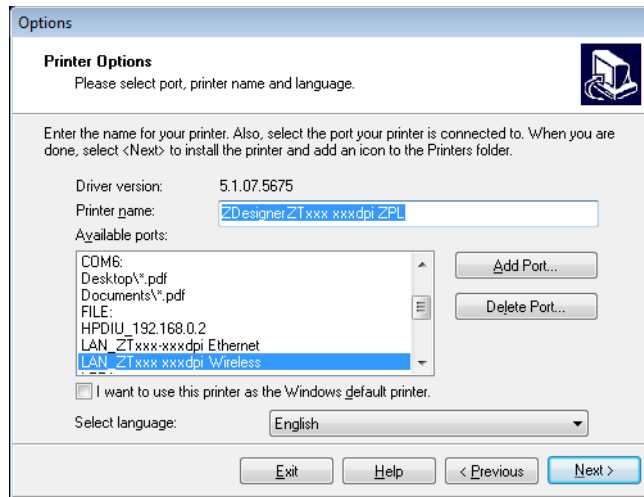 Options
Printer Options
Please select port, printer name and language.
Enter the name for your printer. Also, select the port your printer is connected to. When you are
done, select <Next> to install the printer and add an icon to the Printers folder.
Driver version: 5.1.07.5675
Printer name: ZDesignerZTxxx xxxdpi ZPL
Available ports:
COM6:
Desktop\*.pdf
Documents\*.pdf
FILE:
HPDIU_192.168.0.2
LAN_ZTxxx-xxxdpi Ethernet
LAN_ZTxxx xxxdpi Wireless
Add Port...
Delete Port...
I want to use this printer as the Windows default printer.
Select language: English
Exit Help < Previous Next >